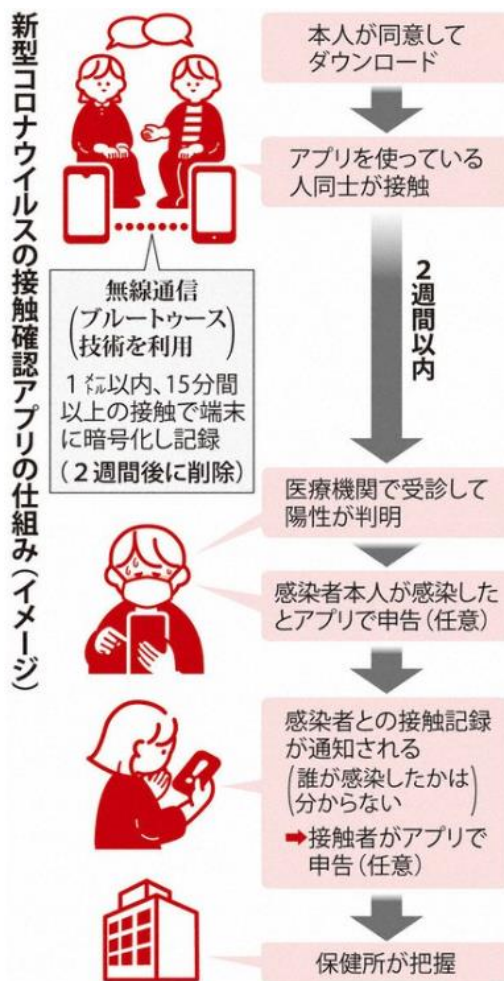 新型コロナウイルスの接触確認アプリの仕組み(イメージ)
本人が同意して
ダウンロード
アプリを使っている
人同士が接触
無線通信
(ブルートゥース
技術を利用)
1㍍以内、15分間
以上の接触で端末
に暗号化し記録
(2週間後に削除)
2週間以内
医療機関で受診して
陽性が判明
感染者本人が感染した
とアプリで申告(任意)
感染者との接触記録
が通知される
(誰が感染したかは
分からない)
➡接触者がアプリで
申告(任意)
保健所が把握